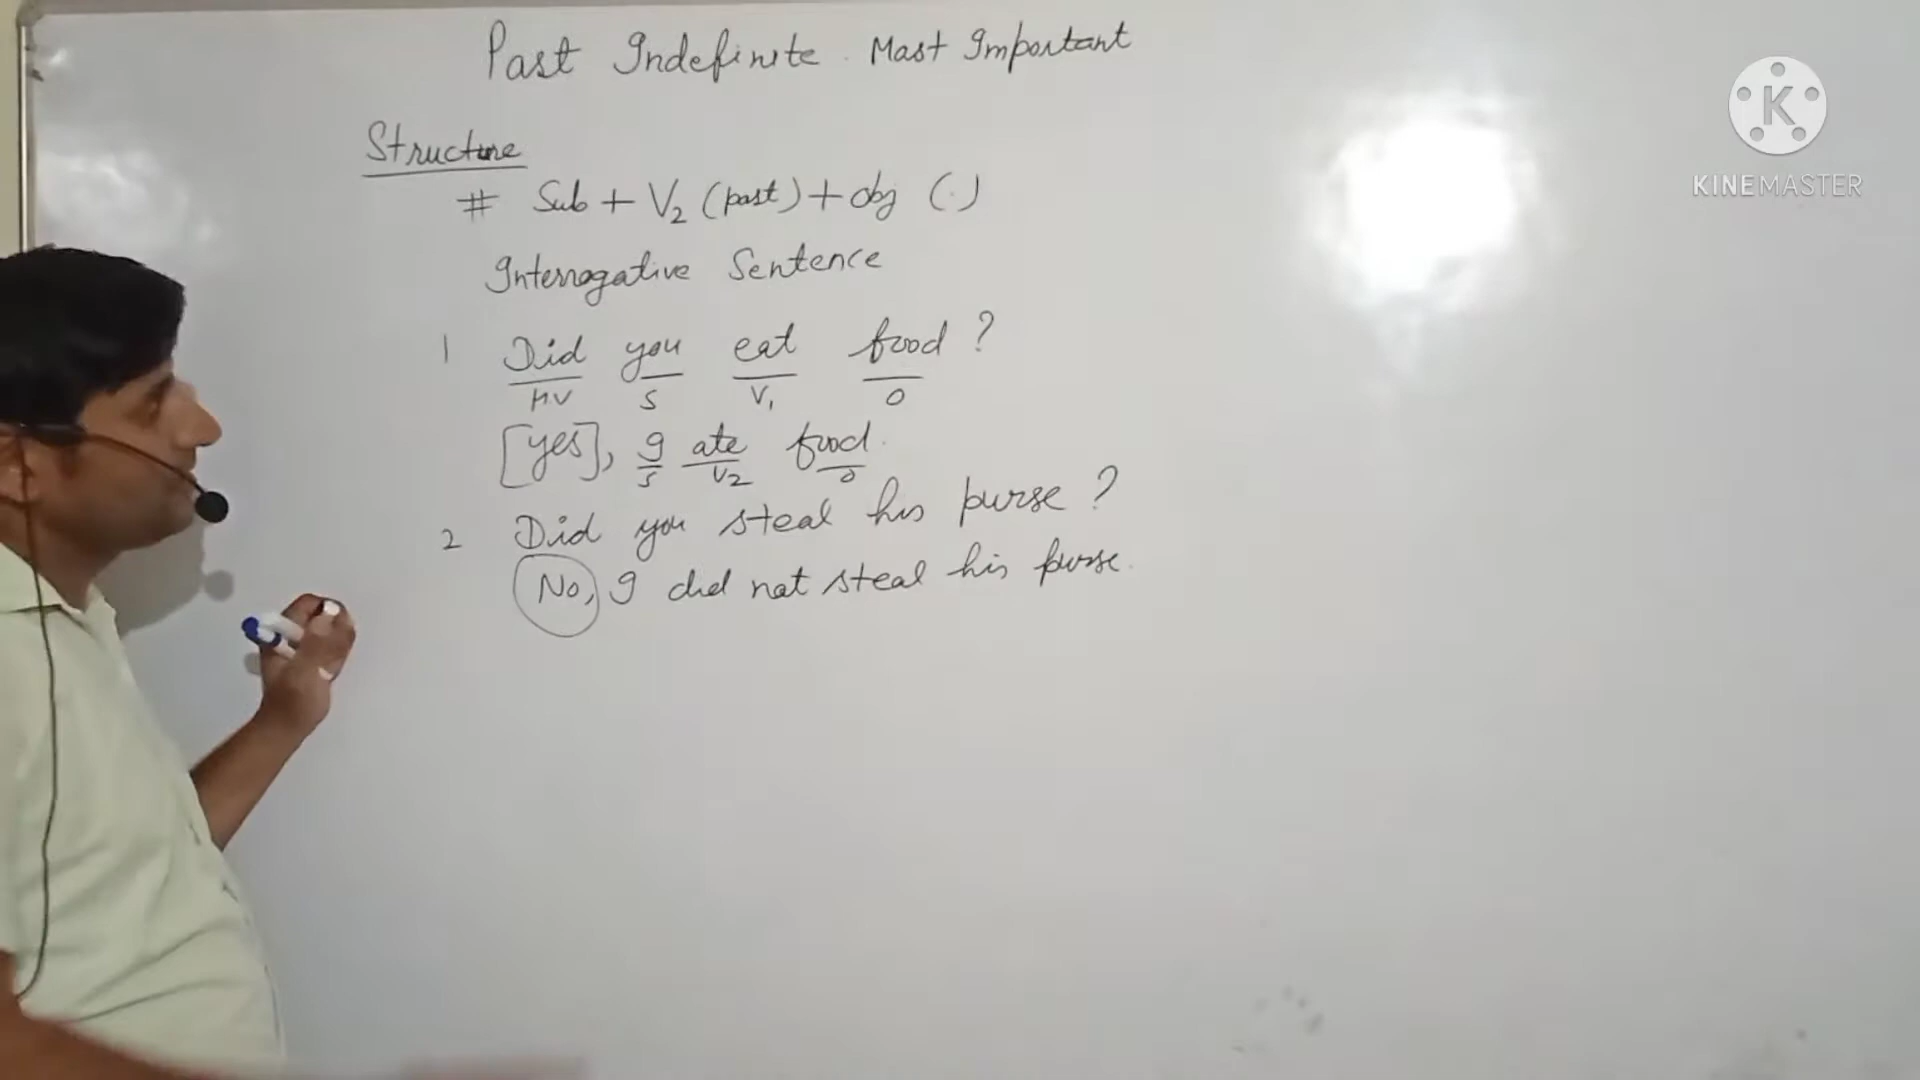 Past Indefinite. Mast Important
Structure
# Sub + V2 (past) + obj (.)
Interrogative Sentence
1 Did you eat food ?
HV S V1 O
[yes], I ate food.
S V2 O
2 Did you steal his purse ?
No, I did not steal his purse.
K
KINEMASTER